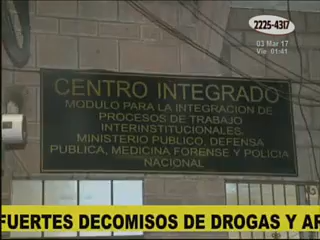 2225-4317
03 Mar 17
Vie 01:41
CENTRO INTEGRADO
MODULO PARA LA INTEGRACION DE
PROCESOS DE TRABAJO
INTERINSTITUCIONALES.
MINISTERIO PUBLICO, DEFENSA
PUBLICA, MEDICINA FORENSE Y POLICIA
NACIONAL
FUERTES DECOMISOS DE DROGAS Y AR